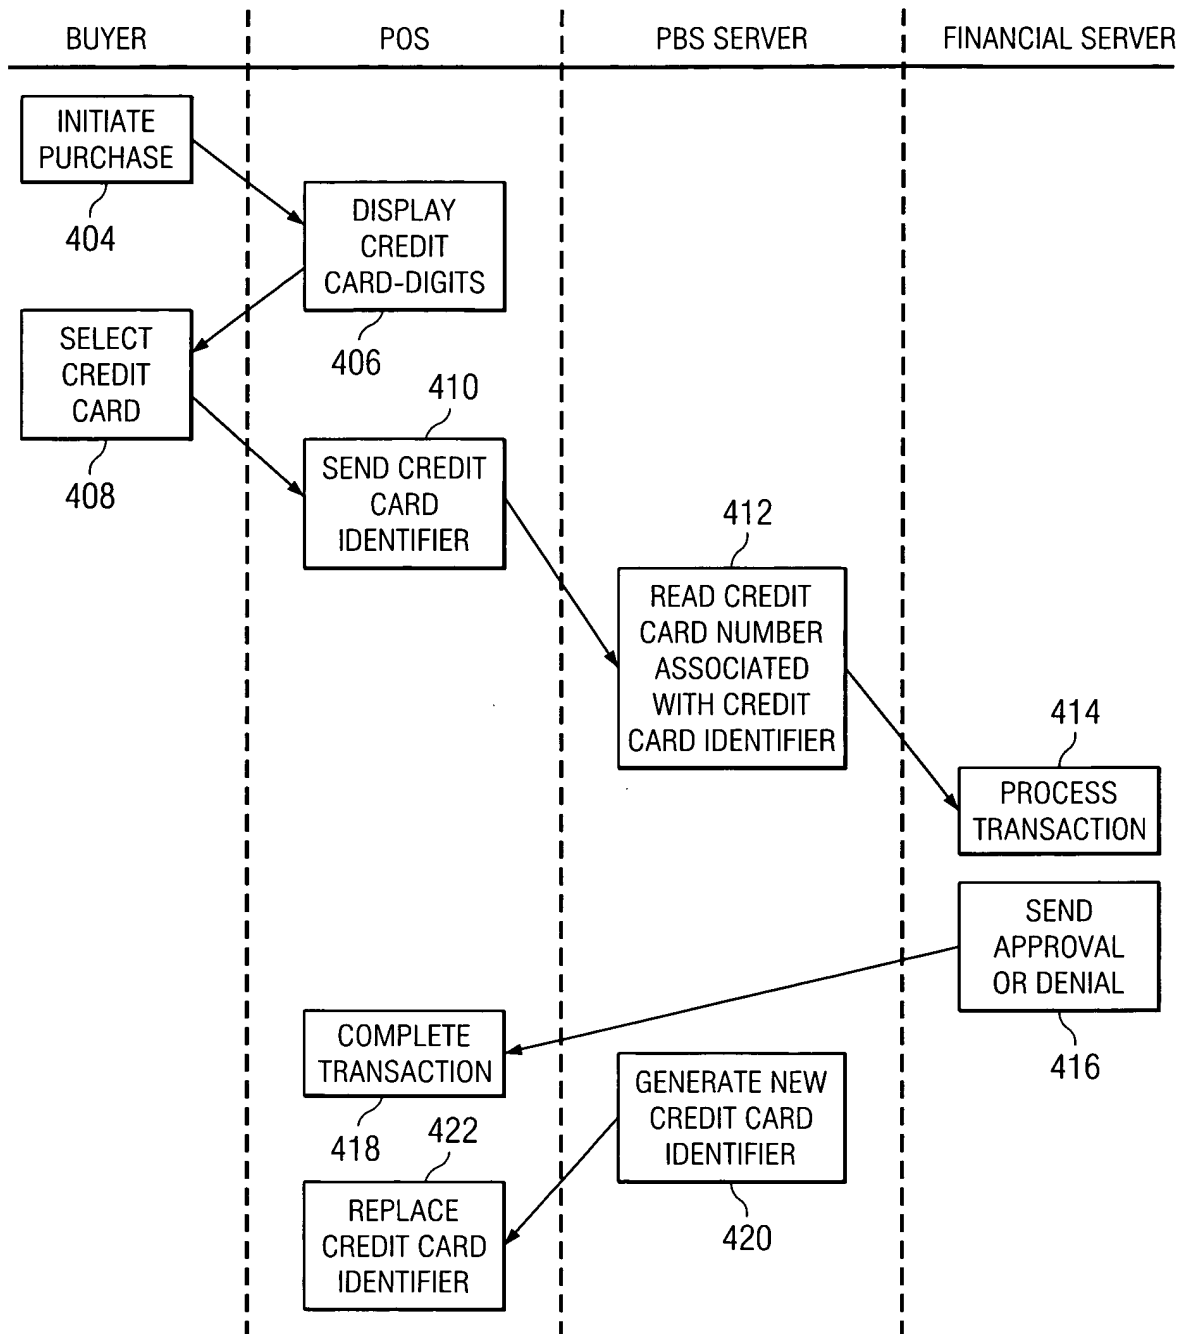 BUYER
POS
PBS SERVER
FINANCIAL SERVER
INITIATE
PURCHASE
404
DISPLAY
CREDIT
CARD-DIGITS
406
SELECT
CREDIT
CARD
408
410
SEND CREDIT
CARD
IDENTIFIER
412
READ CREDIT
CARD NUMBER
ASSOCIATED
WITH CREDIT
CARD IDENTIFIER
414
PROCESS
TRANSACTION
SEND
APPROVAL
OR DENIAL
416
COMPLETE
TRANSACTION
418
GENERATE NEW
CREDIT CARD
IDENTIFIER
420
422
REPLACE
CREDIT CARD
IDENTIFIER